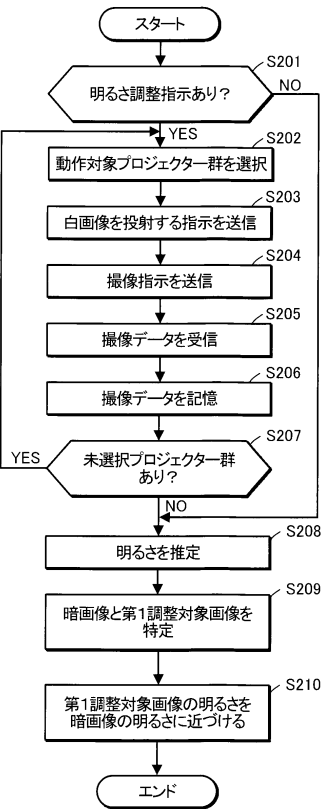 スタート
S201
明るさ調整指示あり？
NO
YES
S202
動作対象プロジェクター群を選択
S203
白画像を投射する指示を送信
S204
撮像指示を送信
S205
撮像データを受信
S206
撮像データを記憶
S207
未選択プロジェクター群
あり？
YES
NO
S208
明るさを推定
S209
暗画像と第１調整対象画像を
特定
S210
第１調整対象画像の明るさを
暗画像の明るさに近づける
エンド